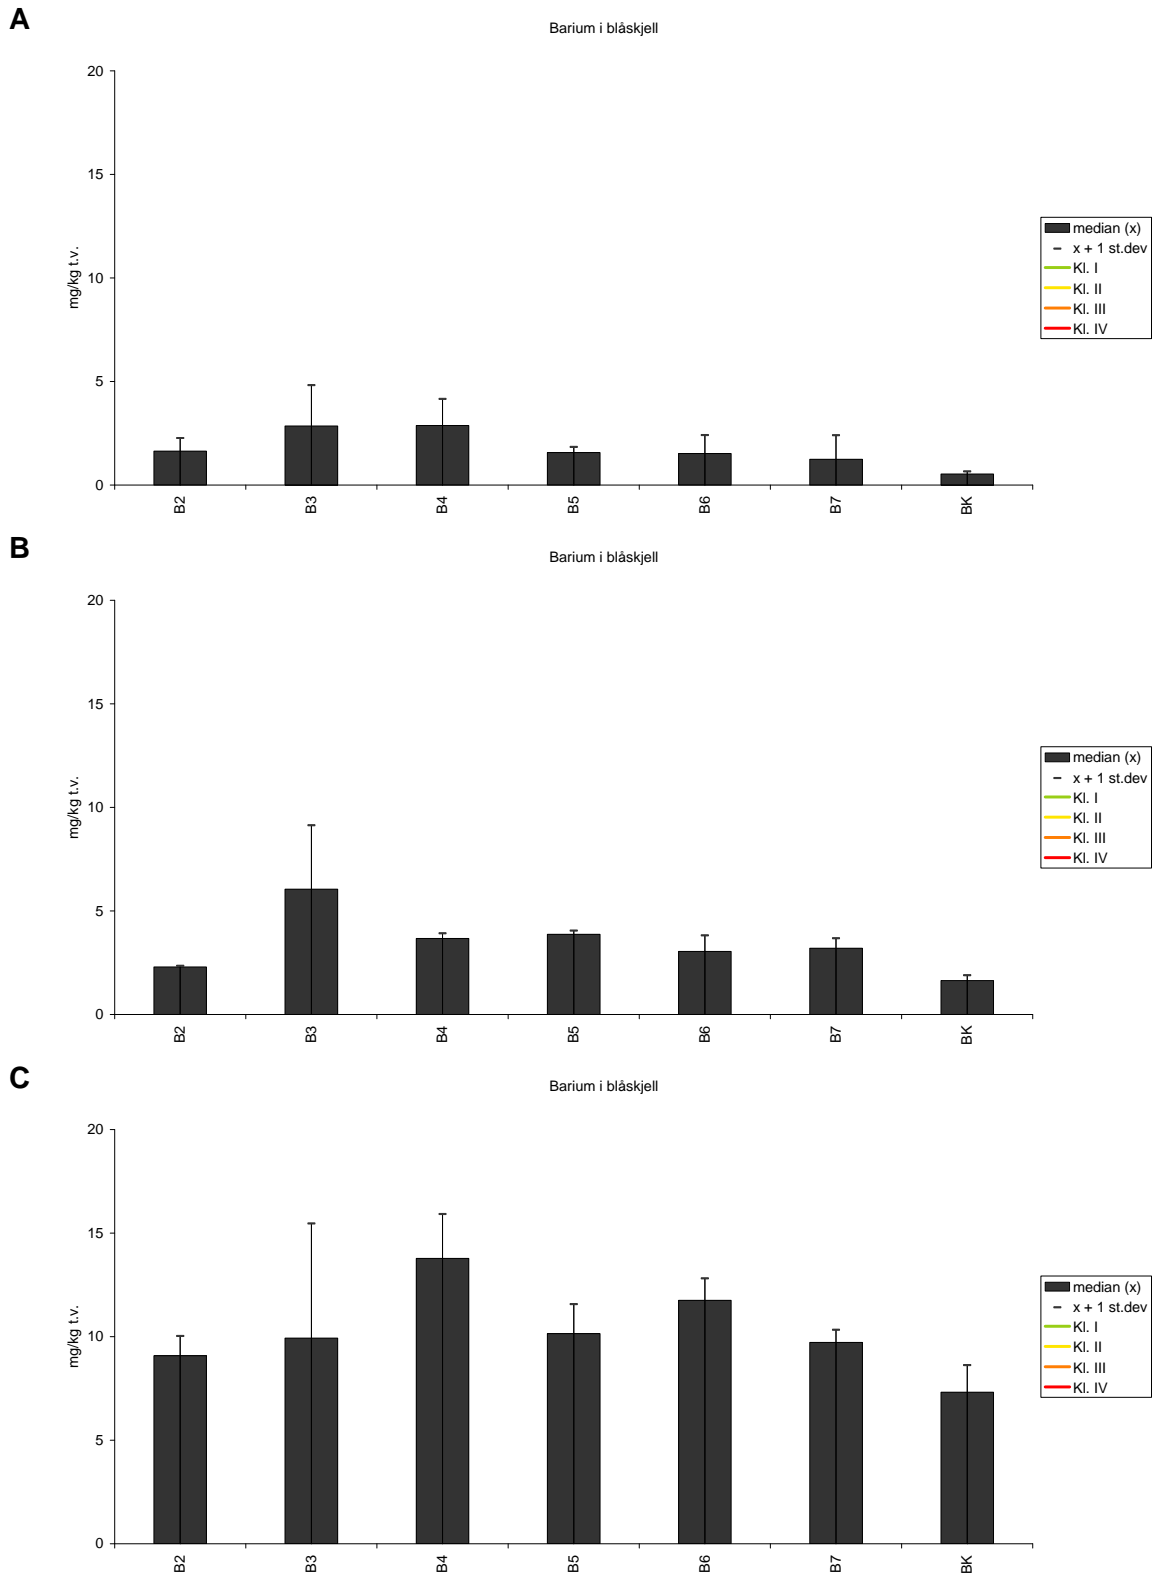 A
Barium i blåskjell
20
15
10
5
0
mg/kg t.v.
B2
B3
B4
B5
B6
B7
BK
median (x)
x + 1 st.dev
Kl. I
Kl. II
Kl. III
Kl. IV
B
Barium i blåskjell
20
15
10
5
0
mg/kg t.v.
B2
B3
B4
B5
B6
B7
BK
median (x)
x + 1 st.dev
Kl. I
Kl. II
Kl. III
Kl. IV
C
Barium i blåskjell
20
15
10
5
0
mg/kg t.v.
B2
B3
B4
B5
B6
B7
BK
median (x)
x + 1 st.dev
Kl. I
Kl. II
Kl. III
Kl. IV